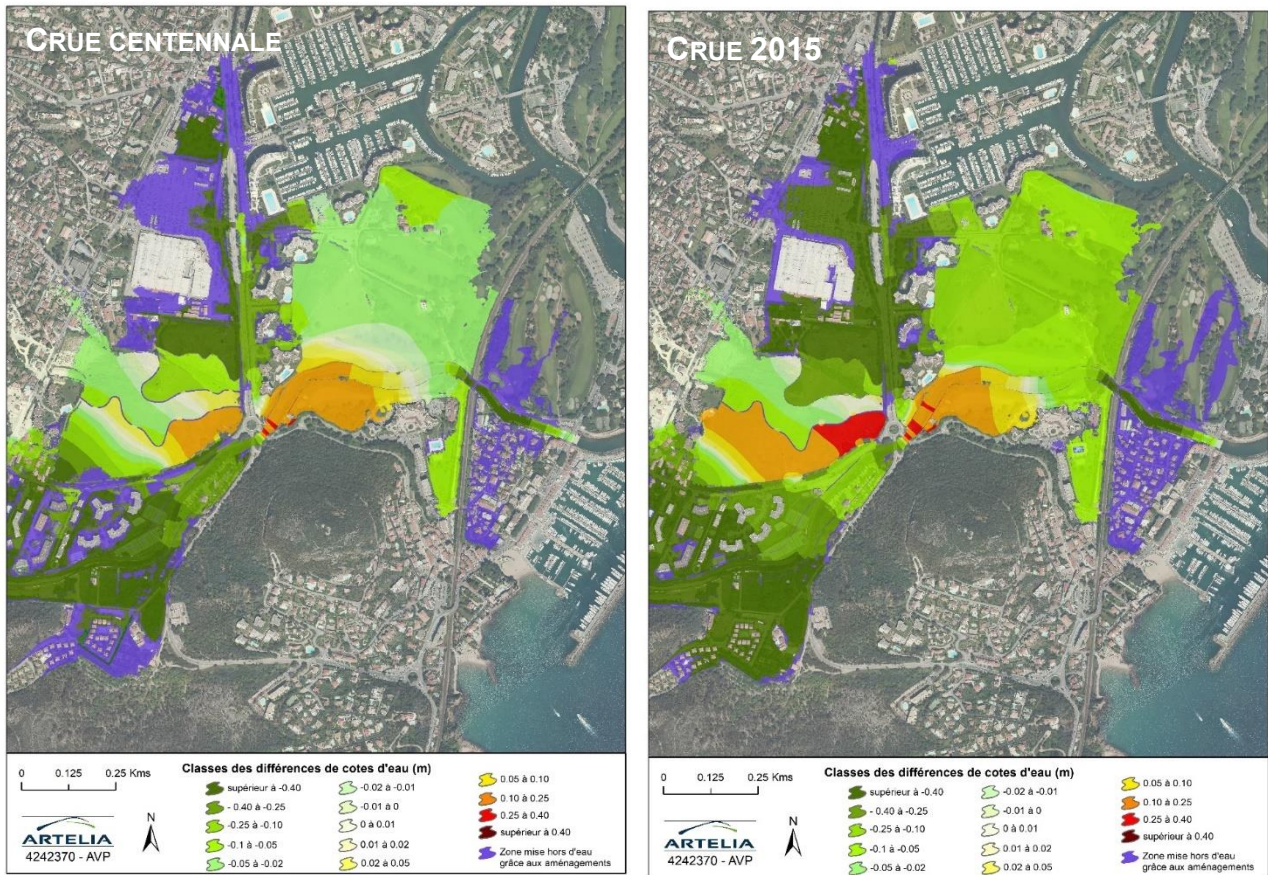 CRUE CENTENNALE
0 0.125 0.25 Kms
ARTELIA
4242370 - AVP
N
Classes des différences de cotes d'eau (m)
supérieur à -0.40
- 0.40 à -0.25
-0.25 à -0.10
-0.1 à -0.05
-0.05 à -0.02
-0.02 à -0.01
-0.01 à 0
0 à 0.01
0.01 à 0.02
0.02 à 0.05
0.05 à 0.10
0.10 à 0.25
0.25 à 0.40
supérieur à 0.40
Zone mise hors d'eau
grâce aux aménagements
CRUE 2015
0 0.125 0.25 Kms
ARTELIA
4242370 - AVP
N
Classes des différences de cotes d'eau (m)
supérieur à -0.40
- 0.40 à -0.25
-0.25 à -0.10
-0.1 à -0.05
-0.05 à -0.02
-0.02 à -0.01
-0.01 à 0
0 à 0.01
0.01 à 0.02
0.02 à 0.05
0.05 à 0.10
0.10 à 0.25
0.25 à 0.40
supérieur à 0.40
Zone mise hors d'eau
grâce aux aménagements